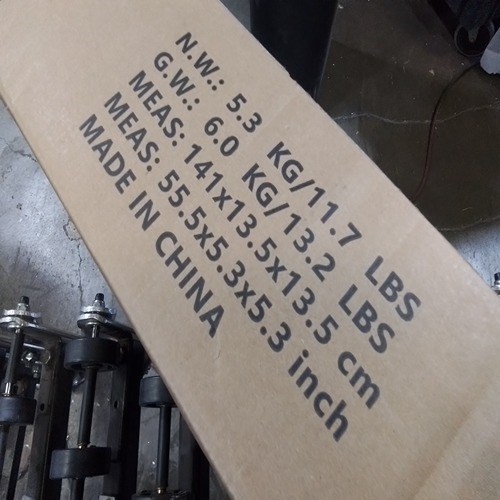 N.W.: 5.3 KG/11.7 LBS
G.W.: 6.0 KG/13.2 LBS
MEAS: 141x13.5x13.5 cm
MEAS: 55.5x5.3x5.3 inch
MADE IN CHINA